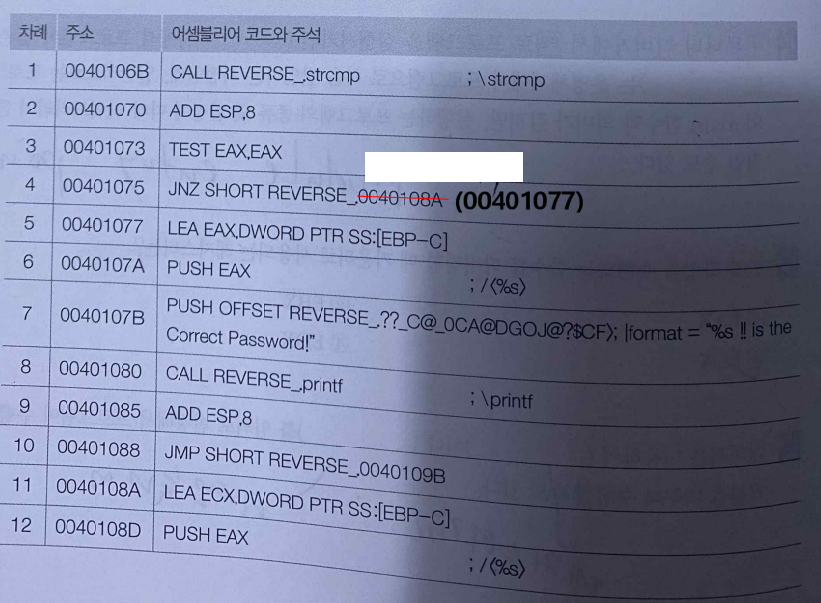 차례 주소 어셈블리어 코드와 주석
1 0040106B CALL REVERSE_.strcmp ; \strcmp
2 00401070 ADD ESP,8
3 00401073 TEST EAX,EAX
4 00401075 JNZ SHORT REVERSE_.0040108A (00401077)
5 00401077 LEA EAX,DWORD PTR SS:[EBP-C]
6 0040107A PUSH EAX ; /⟨%s⟩
7 0040107B PUSH OFFSET REVERSE_.??_C@_0CA@DGOJ@?$CF⟩; |format = "%s !! is the
Correct Password!"
8 00401080 CALL REVERSE_.printf ; \printf
9 00401085 ADD ESP,8
10 00401088 JMP SHORT REVERSE_.0040109B
11 0040108A LEA ECX,DWORD PTR SS:[EBP-C]
12 0040108D PUSH EAX ; /⟨%s⟩